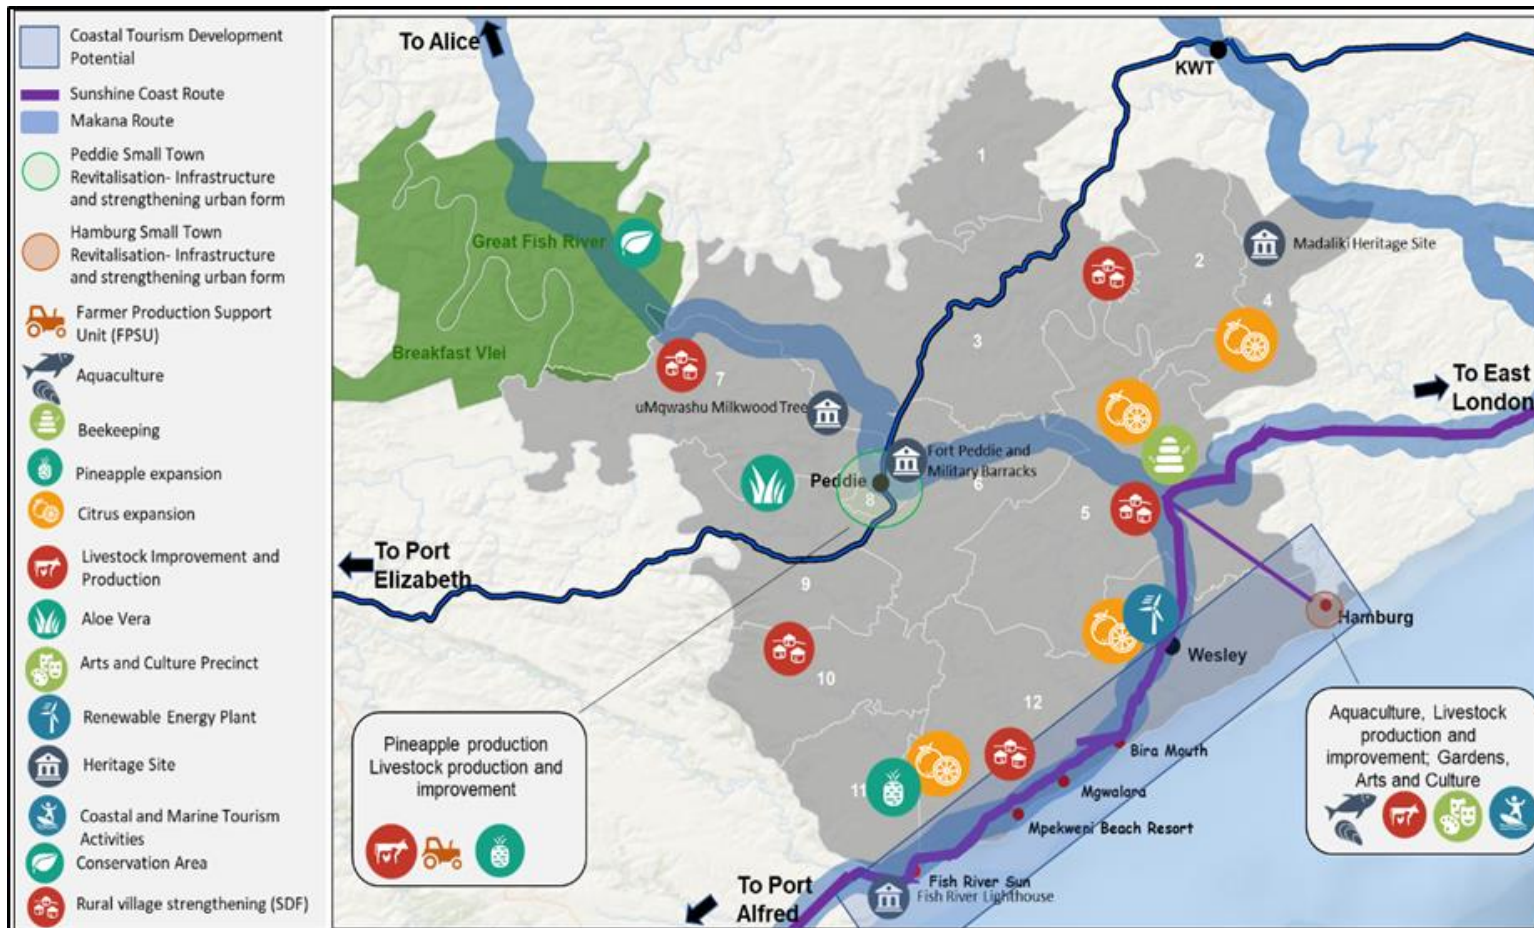 Coastal Tourism Development
Potential
Sunshine Coast Route
Makana Route
Peddie Small Town
Revitalisation- Infrastructure
and strengthening urban form
Hamburg Small Town
Revitalisation- Infrastructure
and strengthening urban form
Farmer Production Support
Unit (FPSU)
Aquaculture
Beekeeping
Pineapple expansion
Citrus expansion
Livestock Improvement and
Production
Aloe Vera
Arts and Culture Precinct
Renewable Energy Plant
Heritage Site
Coastal and Marine Tourism
Activities
Conservation Area
Rural village strengthening (SDF)
To Alice
KWT
1
Great Fish River
2
Madaliki Heritage Site
4
3
Breakfast Vlei
7
uMqwashu Milkwood Tree
To East
London
Fort Peddie and
Military Barracks
Peddie
8
6
5
To Port
Elizabeth
9
Hamburg
Wesley
10
12
Pineapple production
Livestock production and
improvement
Aquaculture, Livestock
production and
improvement; Gardens,
Arts and Culture
Bira Mouth
11
Mgwalara
Mpekweni Beach Resort
To Port
Alfred
Fish River Sun
Fish River Lighthouse